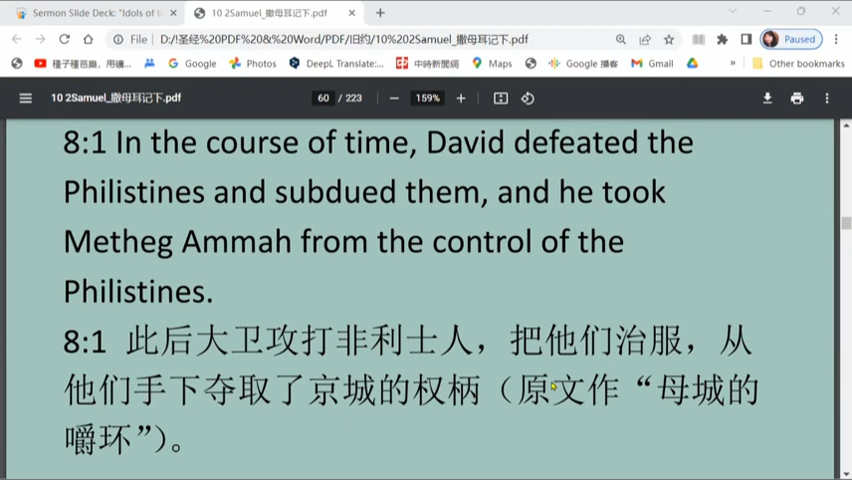 Sermon Slide Deck: "Idols of t
10 2Samuel_撒母耳记下.pdf
File
D:/!圣经%20PDF%20&%20Word/PDF/旧约/10%202Samuel_撒母耳记下.pdf
Paused
種子種芭樂，用礦...
Google
Photos
DeepL Translate:...
中時新聞網
Maps
Google 播客
Gmail
»
Other bookmarks
10 2Samuel_撒母耳记下.pdf
60 / 223
159%
8:1 In the course of time, David defeated the
Philistines and subdued them, and he took
Metheg Ammah from the control of the
Philistines.
8:1 此后大卫攻打非利士人，把他们治服，从
他们手下夺取了京城的权柄（原文作“母城的
嚼环”）。